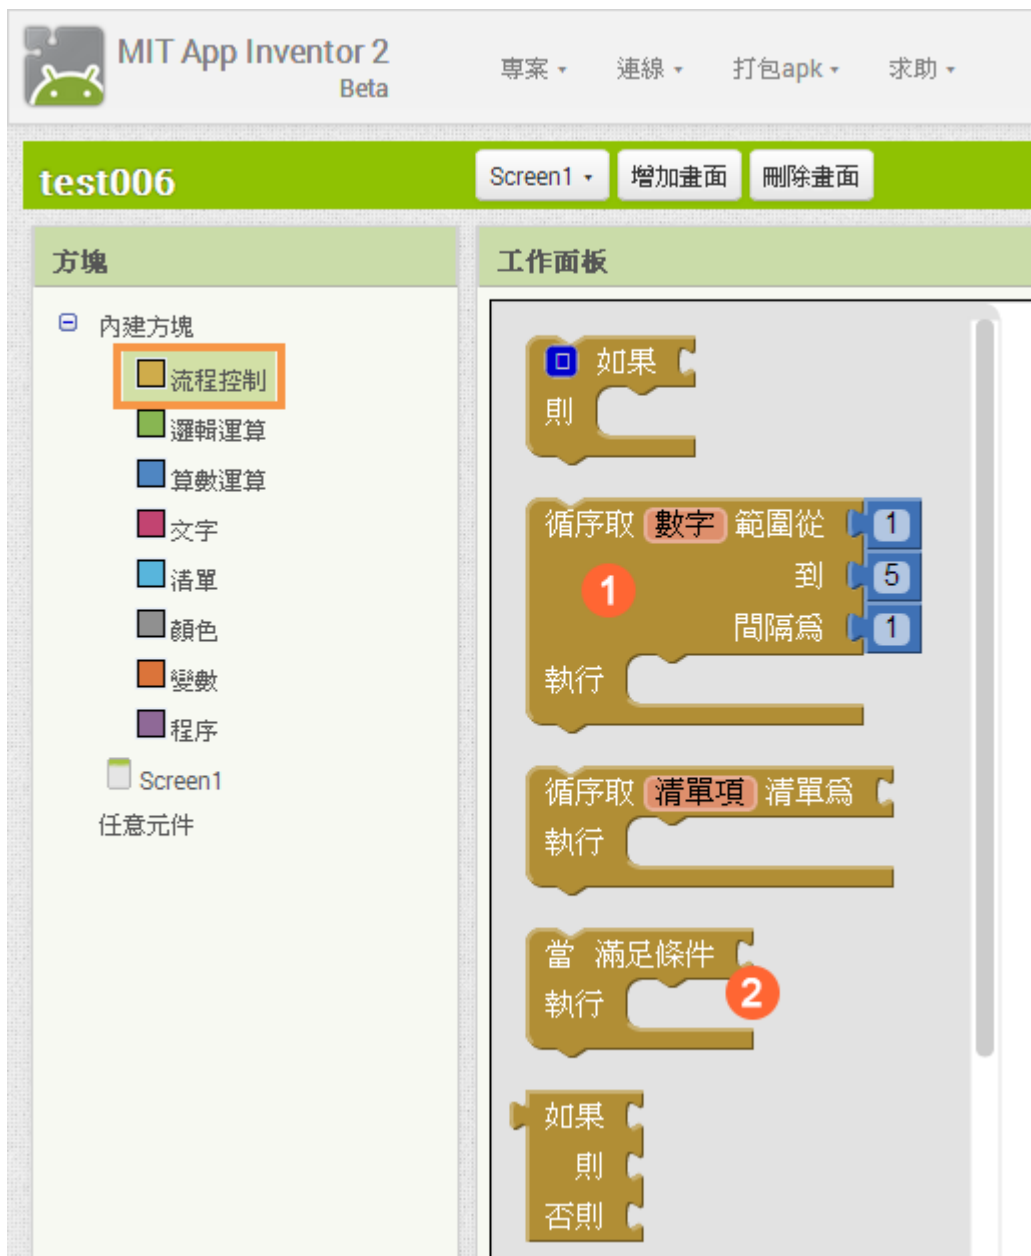 MIT App Inventor 2
Beta
專案
連線
打包apk
求助
test006
Screen1
增加畫面
刪除畫面
方塊
內建方塊
流程控制
邏輯運算
算數運算
文字
清單
顏色
變數
程序
Screen1
任意元件
工作面板
如果
則
循序取 數字 範圍從 1
到 5
間隔為 1
1
執行
循序取 清單項 清單為
執行
當 滿足條件
執行
2
如果
則
否則